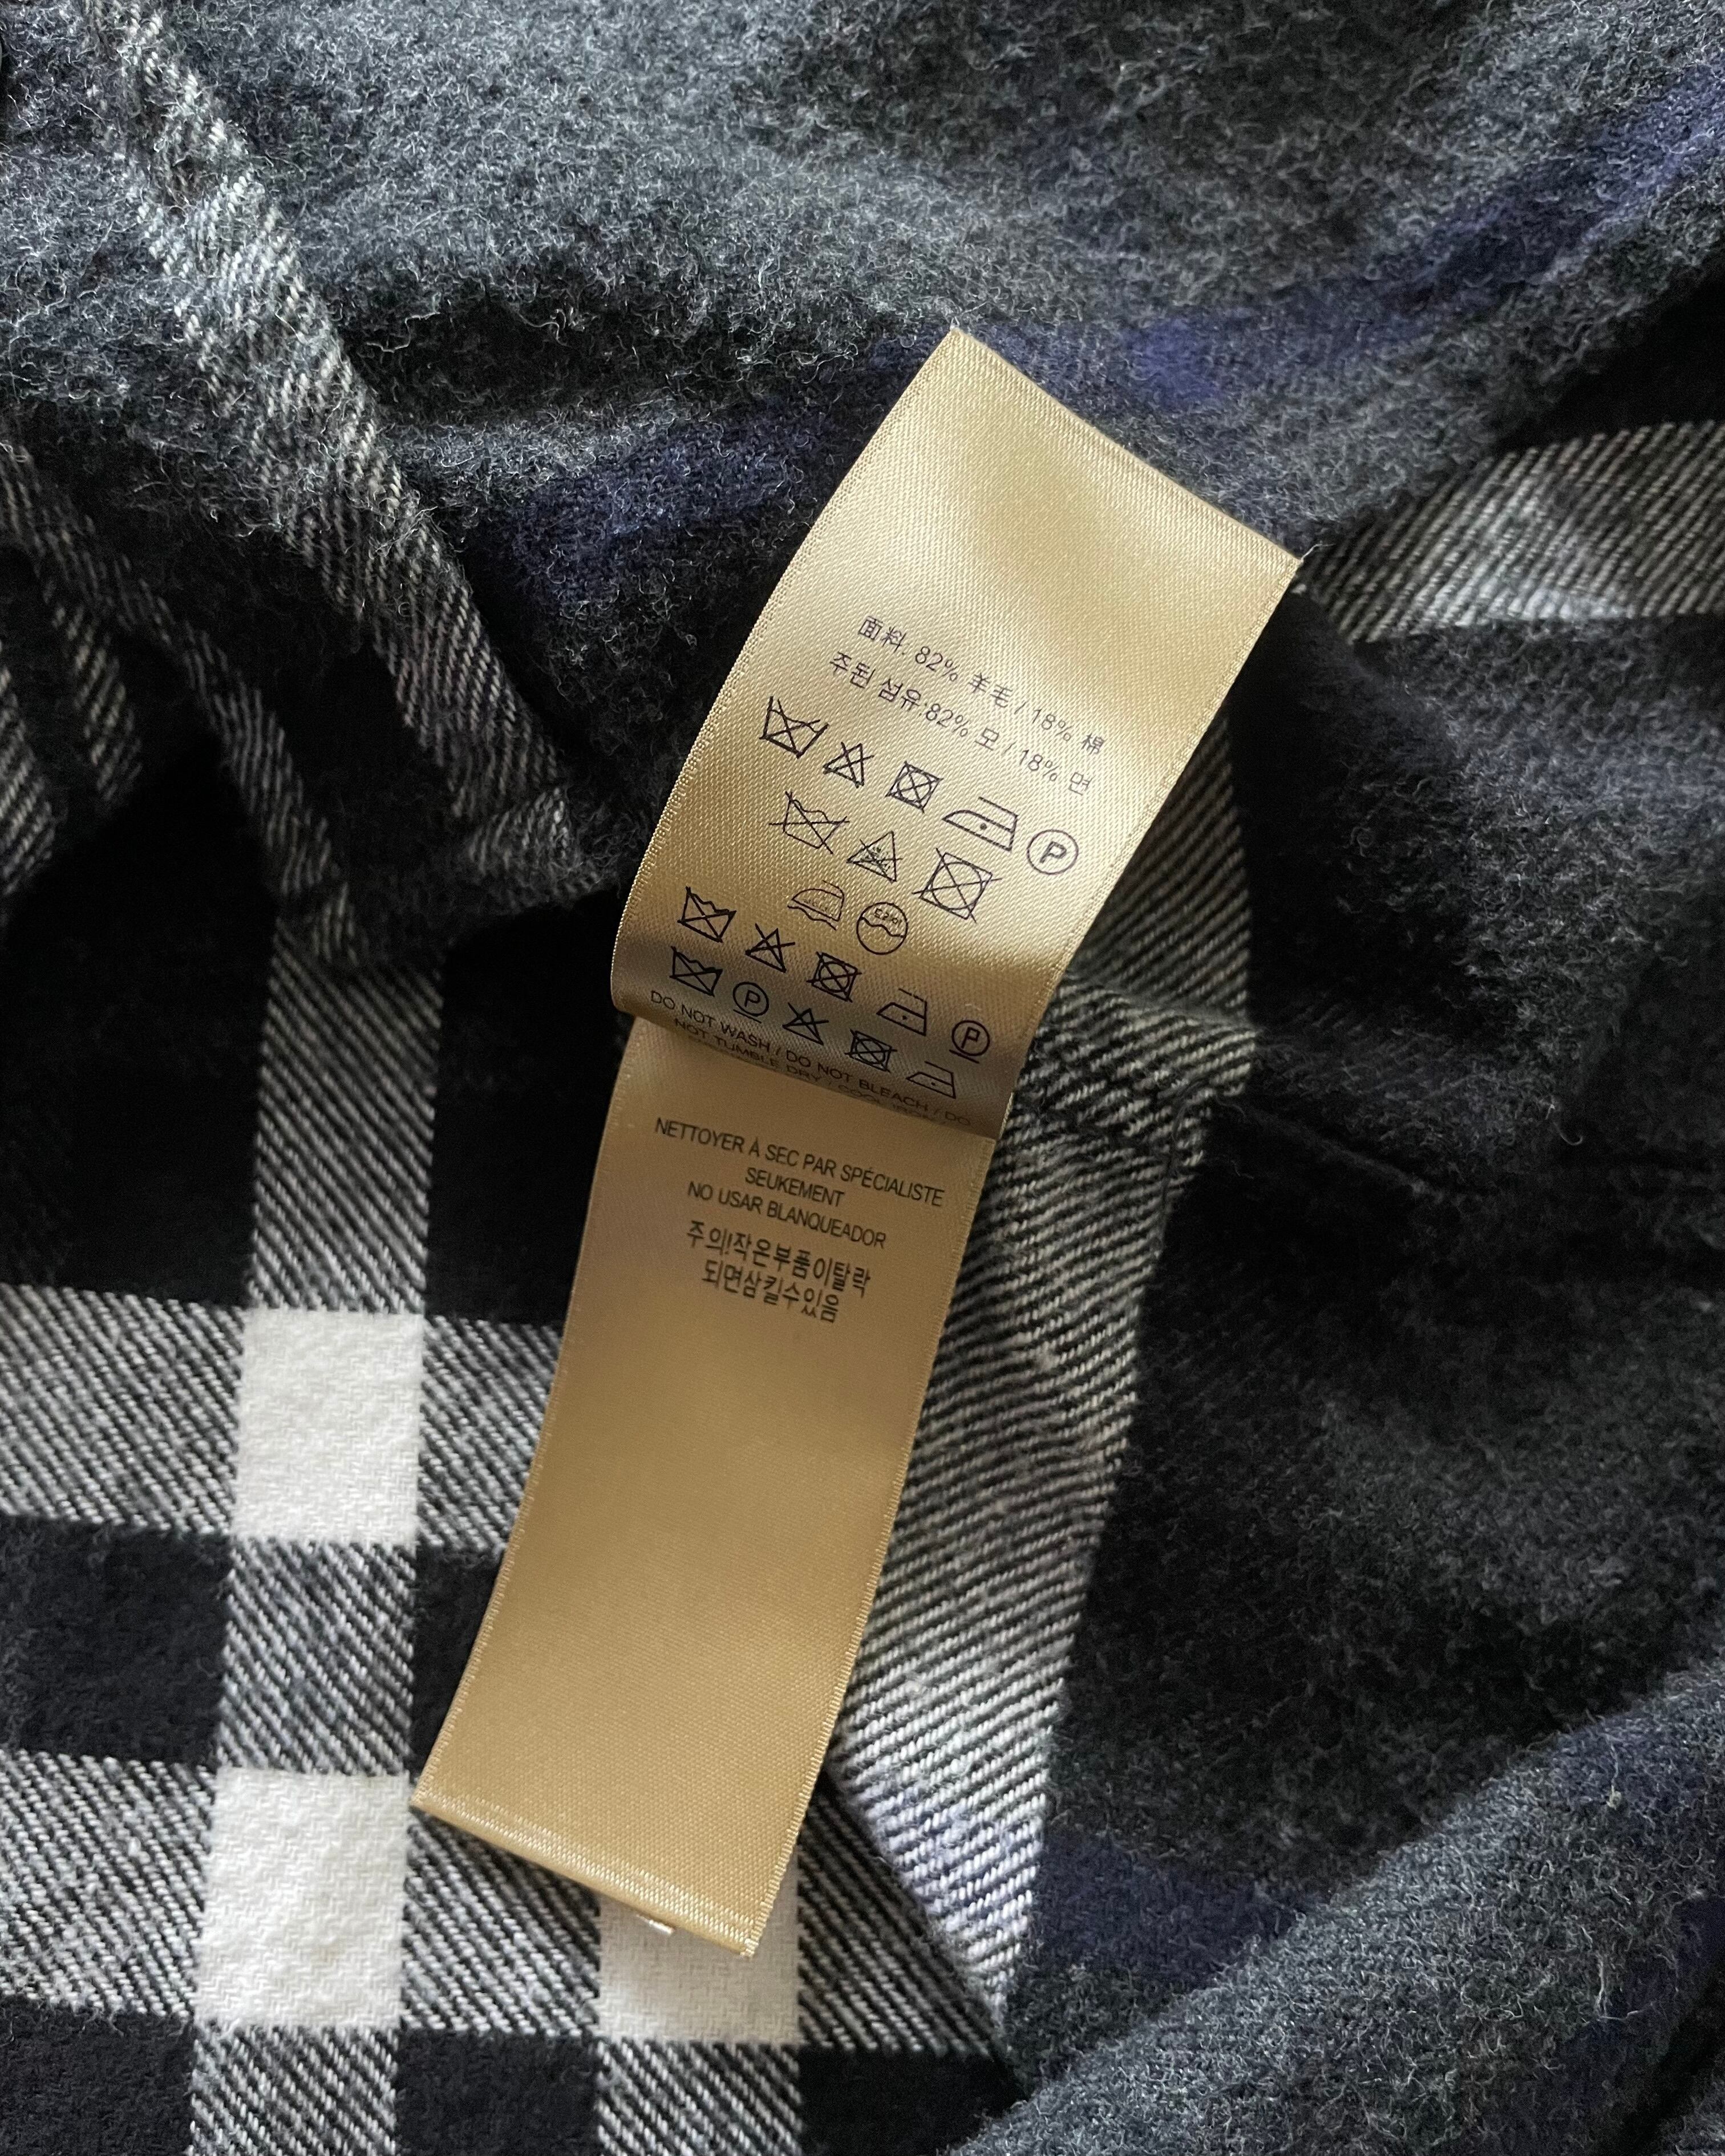 面料 82% 羊毛 / 18% 棉
주된 섬유 82% 모 / 18% 면
P
P
P
DO NOT WASH / DO NOT BLEACH / DO
NOT TUMBLE DRY / COOL IRON
NETTOYER À SEC PAR SPÉCIALISTE
SEUKEMENT
NO USAR BLANQUEADOR
주의!작은부품이탈락
되면삼킬수있음